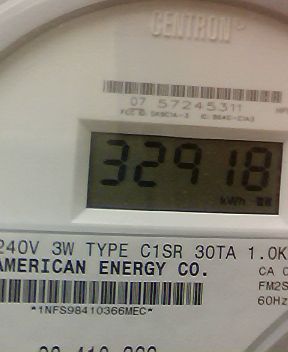 CENTRON
07 57245311
32918
kWh
240V 3W TYPE C1SR 30TA 1.0K
AMERICAN ENERGY CO.
CA
FM2S
60Hz
*1NFS98410366MEC*